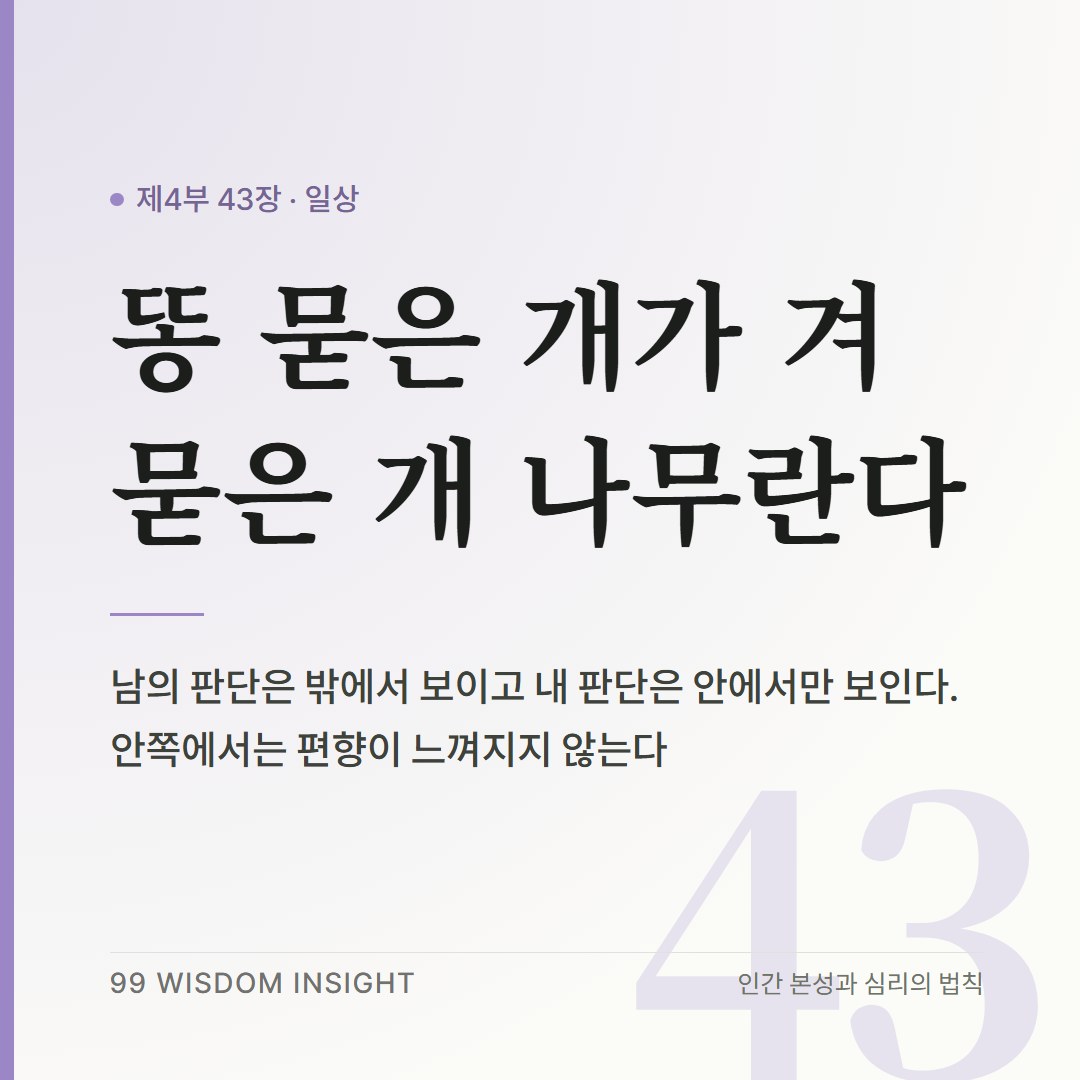 제4부 43장 · 일상
똥 묻은 개가 겨
묻은 개 나무란다
남의 판단은 밖에서 보이고 내 판단은 안에서만 보인다.
안쪽에서는 편향이 느껴지지 않는다
43
99 WISDOM INSIGHT
인간 본성과 심리의 법칙